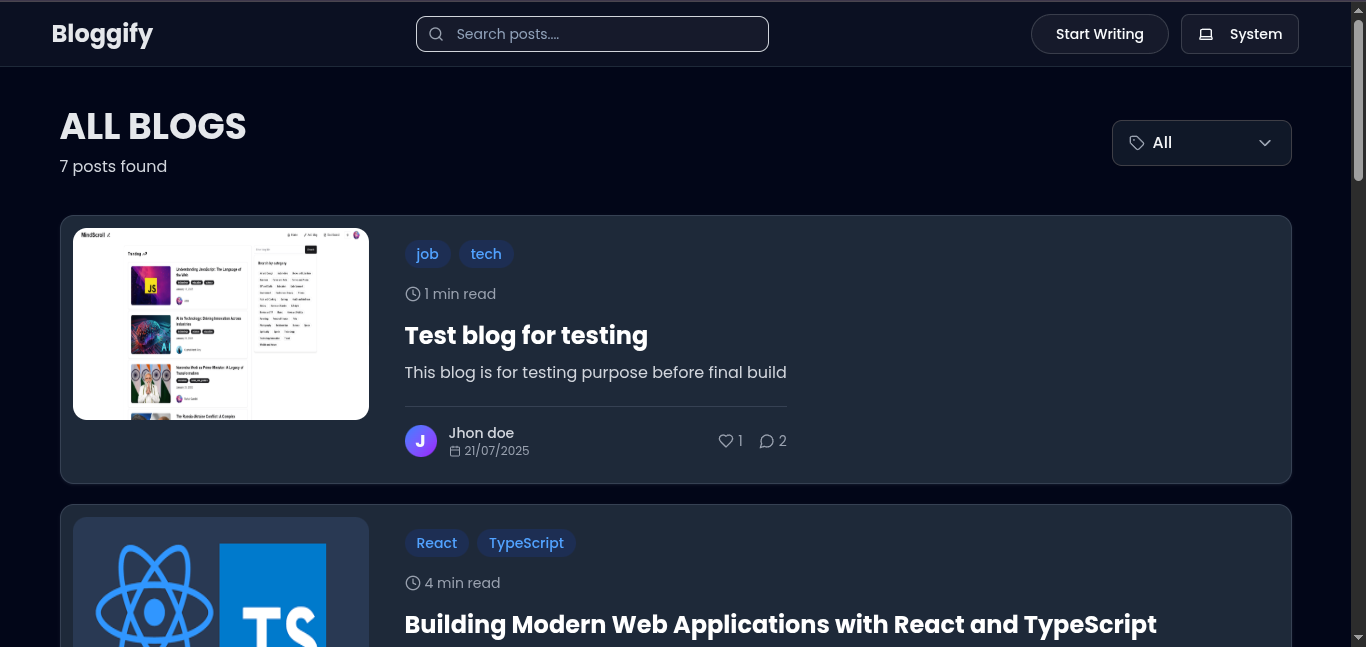 Bloggify
Search posts....
Start Writing
System
ALL BLOGS
7 posts found
All
MindScroll
job
tech
1 min read
Test blog for testing
This blog is for testing purpose before final build
J
Jhon doe
21/07/2025
1
2
React
TypeScript
4 min read
Building Modern Web Applications with React and TypeScript
TS